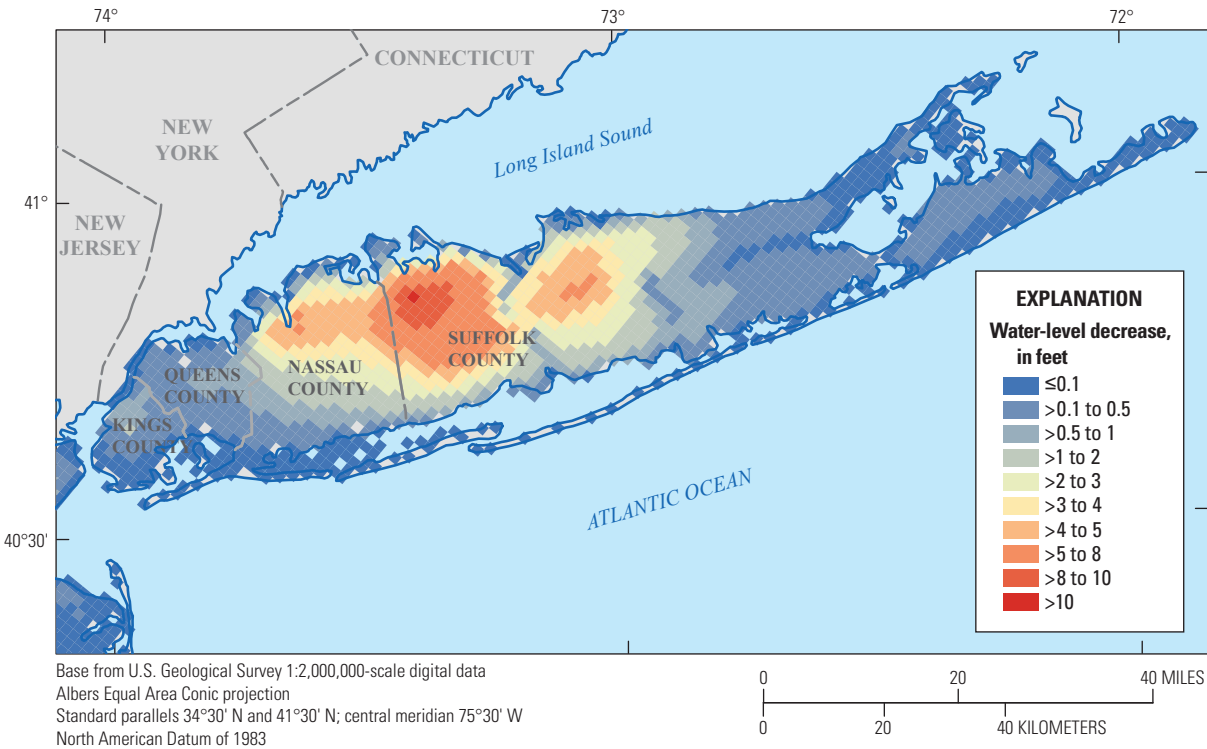 74°
73°
72°
CONNECTICUT
NEW
YORK
Long Island Sound
41°
NEW
JERSEY
EXPLANATION
Water-level decrease,
in feet
≤0.1
>0.1 to 0.5
>0.5 to 1
>1 to 2
>2 to 3
>3 to 4
>4 to 5
>5 to 8
>8 to 10
>10
SUFFOLK
COUNTY
NASSAU
COUNTY
QUEENS
COUNTY
KINGS
COUNTY
ATLANTIC OCEAN
40°30'
Base from U.S. Geological Survey 1:2,000,000-scale digital data
Albers Equal Area Conic projection
Standard parallels 34°30' N and 41°30' N; central meridian 75°30' W
North American Datum of 1983
0 20 40 MILES
0 20 40 KILOMETERS